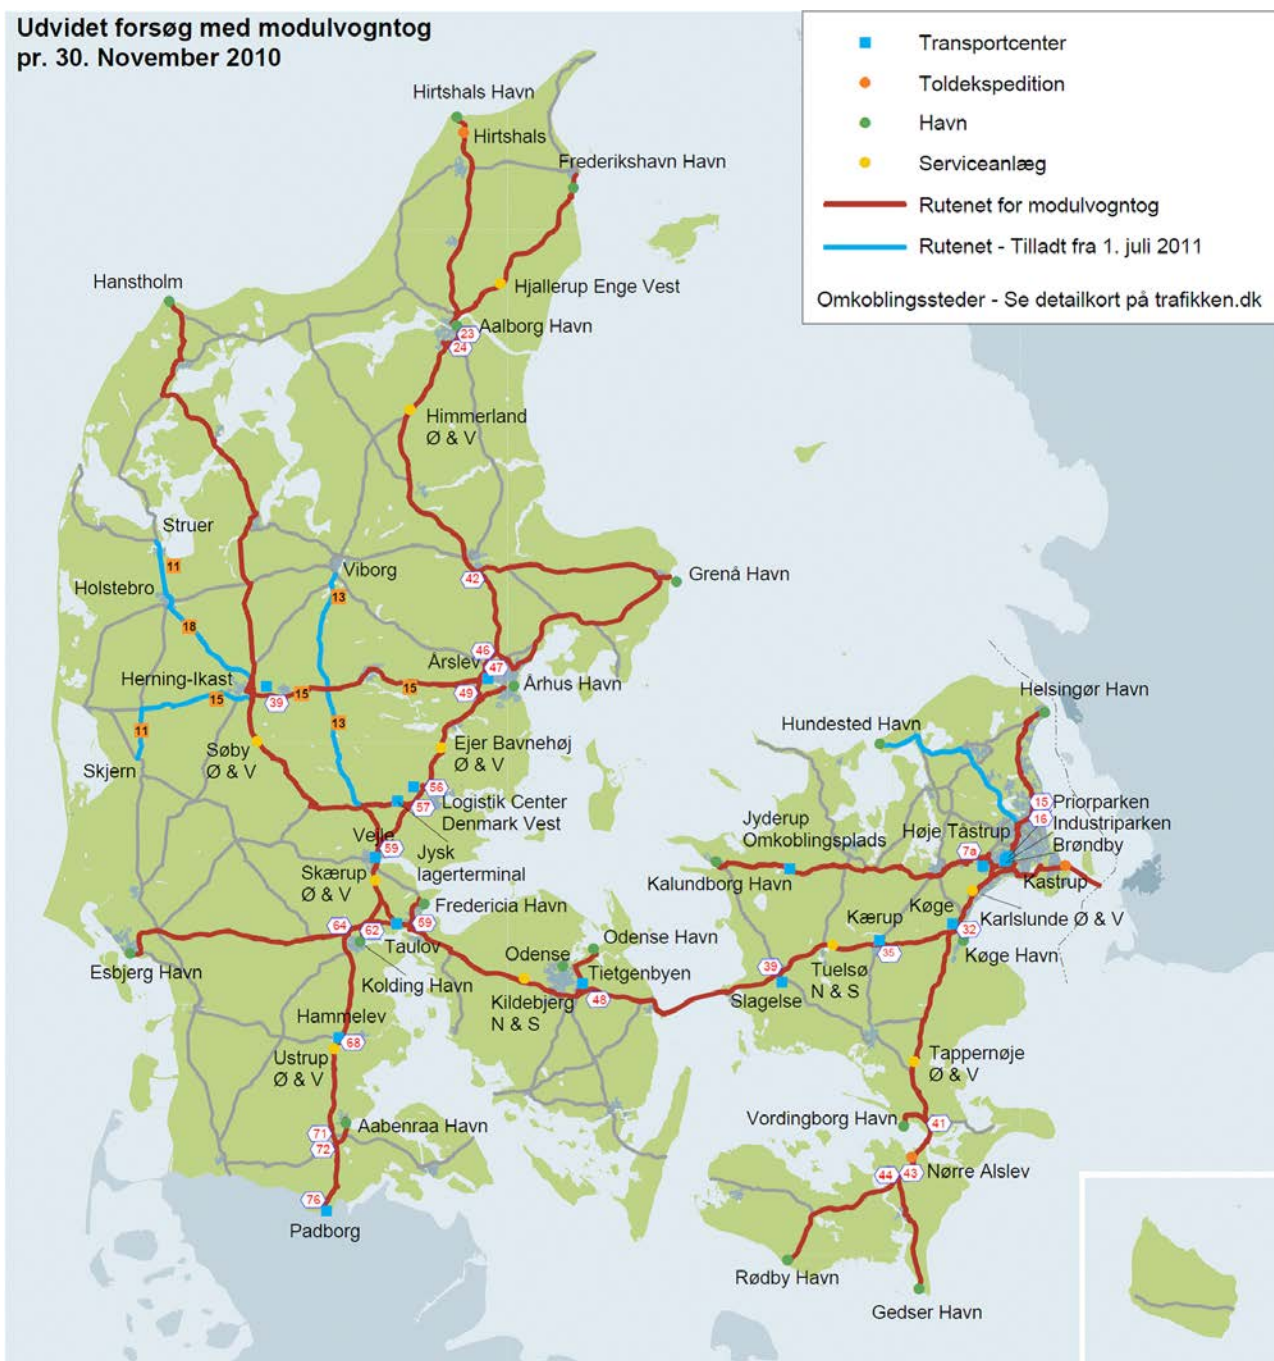 Udvidet forsøg med modulvogntog
pr. 30. November 2010
Transportcenter
Toldekspedition
Havn
Serviceanlæg
Rutenet for modulvogntog
Rutenet - Tilladt fra 1. juli 2011
Omkoblingssteder - Se detailkort på trafikken.dk
Hirtshals Havn
Hirtshals
Frederikshavn Havn
Hanstholm
Hjallerup Enge Vest
Aalborg Havn
23
24
Himmerland
Ø & V
Struer
11
Holstebro
18
Viborg
13
42
Grenå Havn
46
47
Årslev
Herning-Ikast
15
39
15
15
49
Århus Havn
11
13
Skjern
Søby
Ø & V
Ejer Bavnehøj
Ø & V
56
57
Logistik Center
Denmark Vest
Vejle
59
Jysk
lagerterminal
Skærup
Ø & V
Fredericia Havn
64
62
59
Taulov
Esbjerg Havn
Kolding Havn
Odense
Odense Havn
Tietgenbyen
Kildebjerg
N & S
48
Hammelev
68
Ustrup
Ø & V
71
72
Aabenraa Havn
76
Padborg
Helsingør Havn
Hundested Havn
15
16
Priorparken
Industriparken
Brøndby
Jyderup
Omkoblingsplads
Høje Tåstrup
7a
Kalundborg Havn
Kastrup
Køge
Karlslunde Ø & V
Kærup
32
35
Køge Havn
39
Tuelsø
N & S
Slagelse
Tappernøje
Ø & V
Vordingborg Havn
41
44
43
Nørre Alslev
Rødby Havn
Gedser Havn